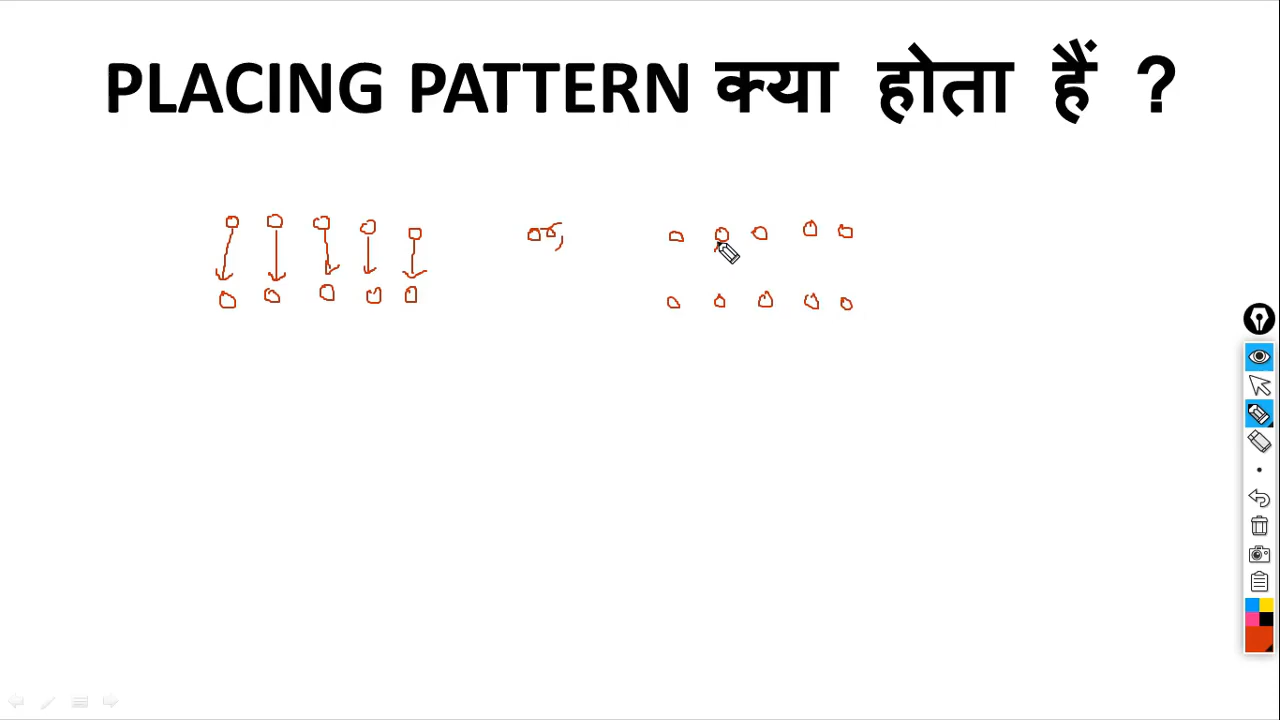 PLACING PATTERN क्या होता हैं ?